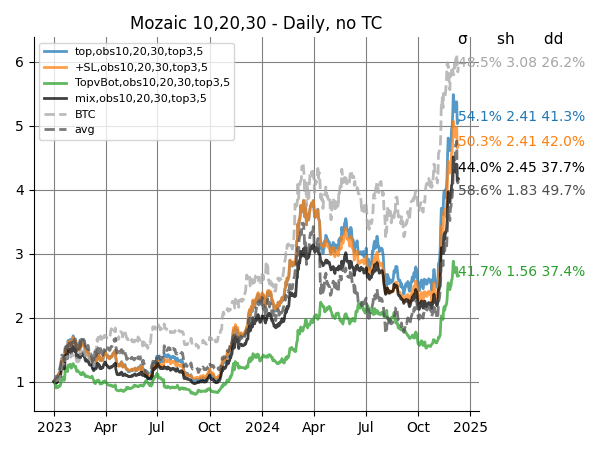 Mozaic 10,20,30 - Daily, no TC
σ sh dd
top,obs10,20,30,top3,5
+SL,obs10,20,30,top3,5
TopvBot,obs10,20,30,top3,5
mix,obs10,20,30,top3,5
BTC
avg
48.5% 3.08 26.2%
54.1% 2.41 41.3%
50.3% 2.41 42.0%
44.0% 2.45 37.7%
58.6% 1.83 49.7%
41.7% 1.56 37.4%
6
5
4
3
2
1
2023 Apr Jul Oct 2024 Apr Jul Oct 2025